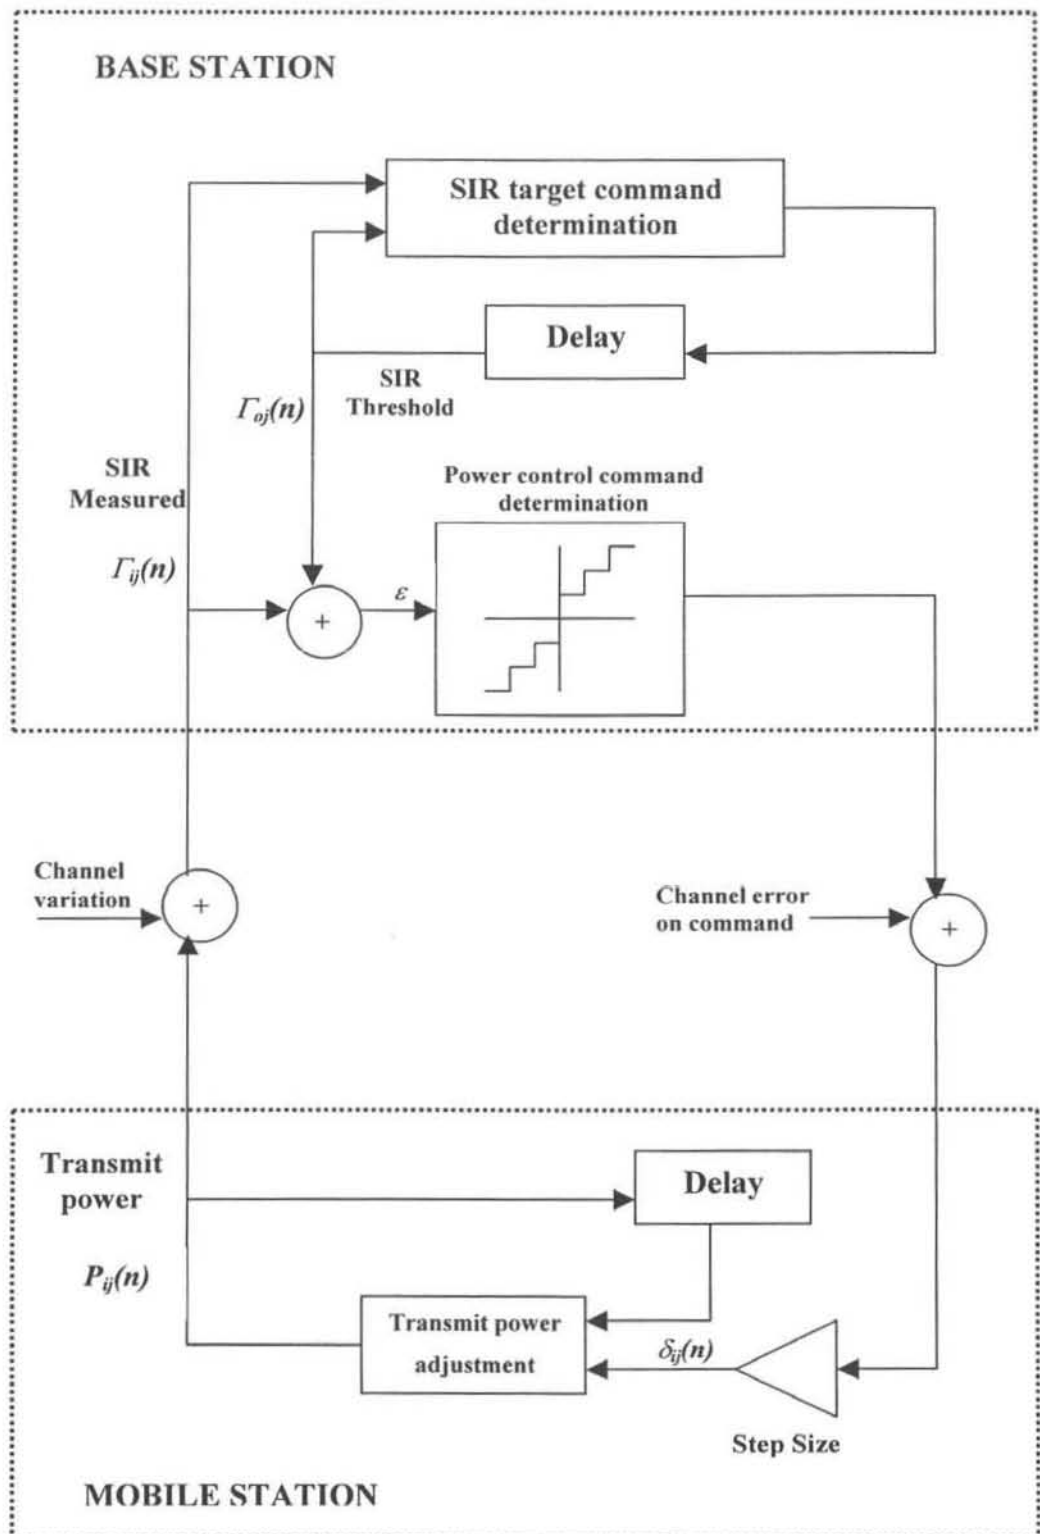 BASE STATION
SIR target command
determination
Delay
SIR
Threshold
Γoj(n)
SIR
Measured
Power control command
determination
Γij(n)
ε
+
Channel
variation
+
Channel error
on command
+
Transmit
power
Delay
Pij(n)
Transmit power
adjustment
δij(n)
Step Size
MOBILE STATION